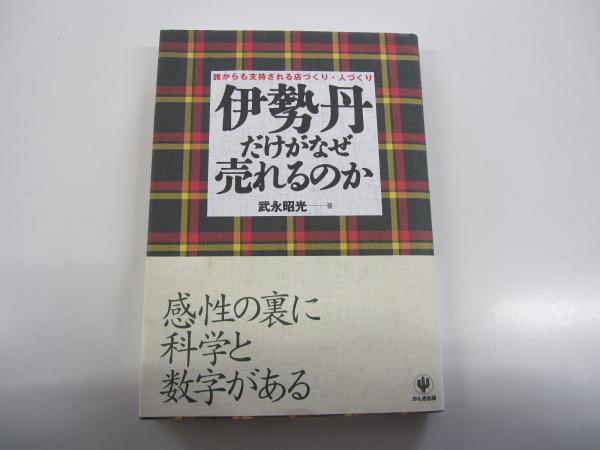 誰からも支持される店づくり・人づくり
伊勢丹
だけがなぜ
売れるのか
武永昭光──著
感性の裏に
科学と
数字がある
かんき出版